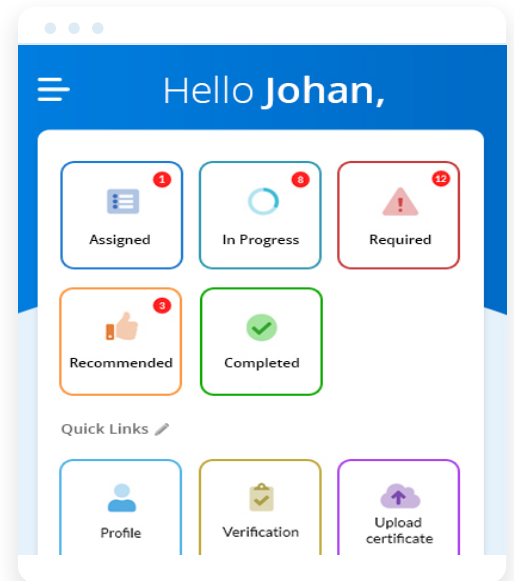 Hello Johan,
1
8
12
Assigned
In Progress
Required
3
Recommended
Completed
Quick Links
Profile
Verification
Upload
certificate